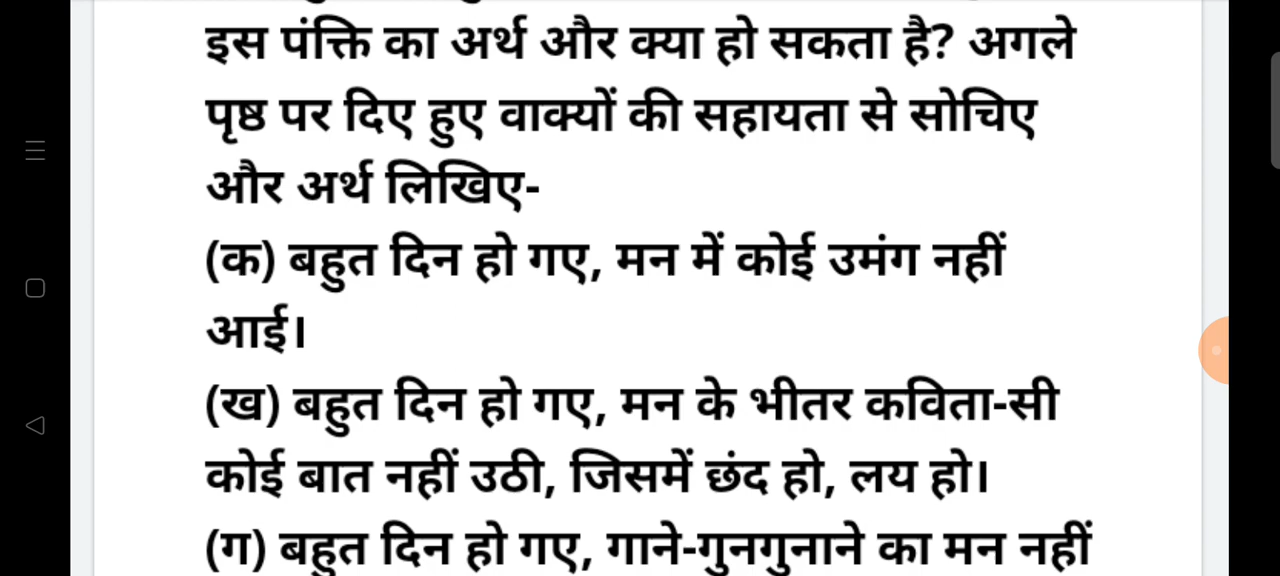 इस पंक्ति का अर्थ और क्या हो सकता है? अगले
पृष्ठ पर दिए हुए वाक्यों की सहायता से सोचिए
और अर्थ लिखिए-
(क) बहुत दिन हो गए, मन में कोई उमंग नहीं
आई।
(ख) बहुत दिन हो गए, मन के भीतर कविता-सी
कोई बात नहीं उठी, जिसमें छंद हो, लय हो।
(ग) बहुत दिन हो गए, गाने-गुनगुनाने का मन नहीं